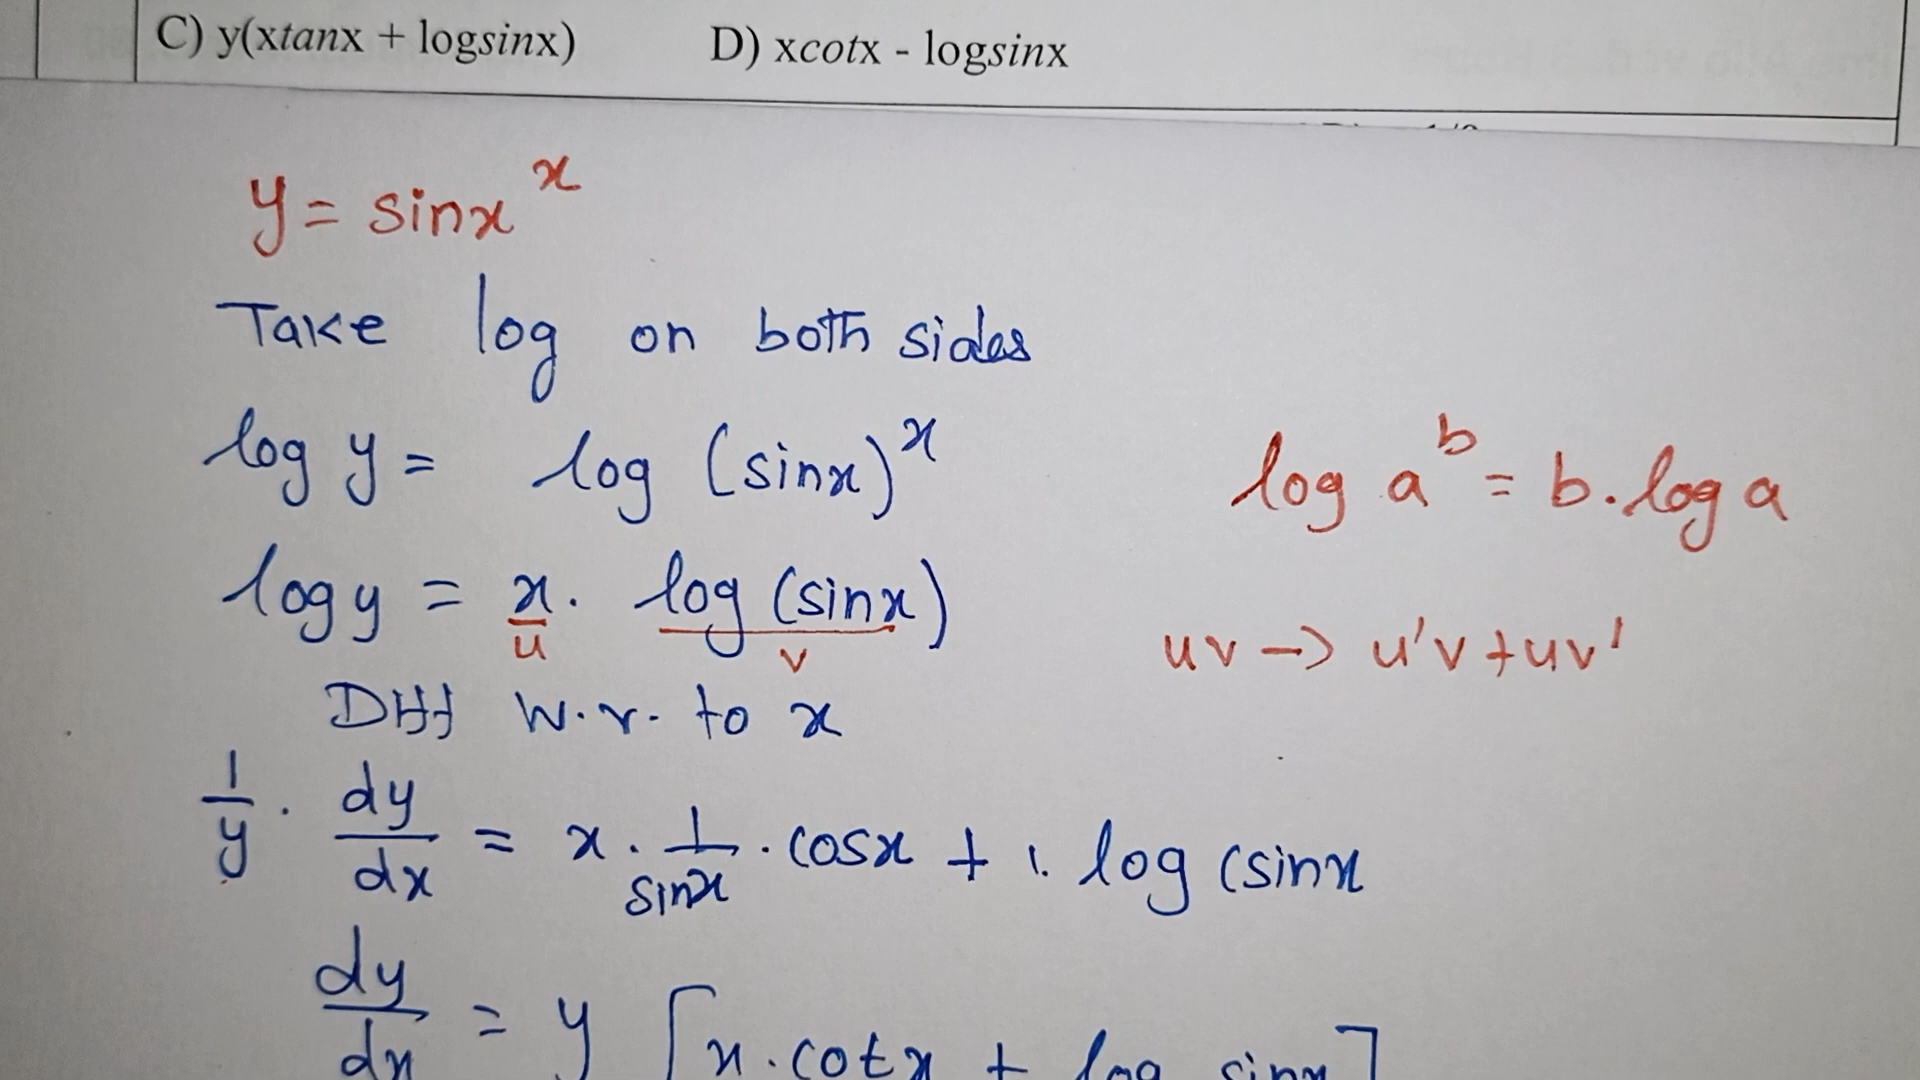 C) y(xtanx + logsinx) D) xcotx - logsinx
y = sinx^x
Take log on both sides
log y = log (sinx)^x
log a^b = b.log a
log y = x. log (sinx)
u v
uv -> u'v+uv'
Diff w.r. to x
1/y . dy/dx = x . 1/sinx . cosx + 1. log (sinx
dy/dx = y [x.cotx + log sinx]